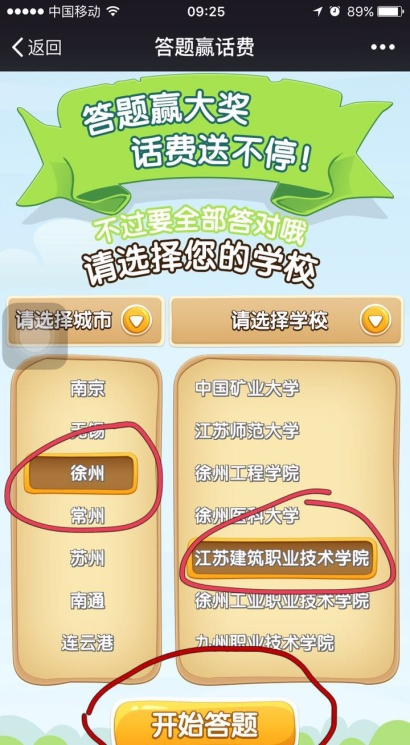 中国移动 09:25 89%
返回 答题赢话费
答题赢大奖
话费送不停!
不过要全部答对哦
请选择您的学校
请选择城市 请选择学校
南京 中国矿业大学
无锡 江苏师范大学
徐州 徐州工程学院
常州 徐州医科大学
苏州 江苏建筑职业技术学院
南通 徐州工业职业技术学院
连云港 九州职业技术学院
开始答题